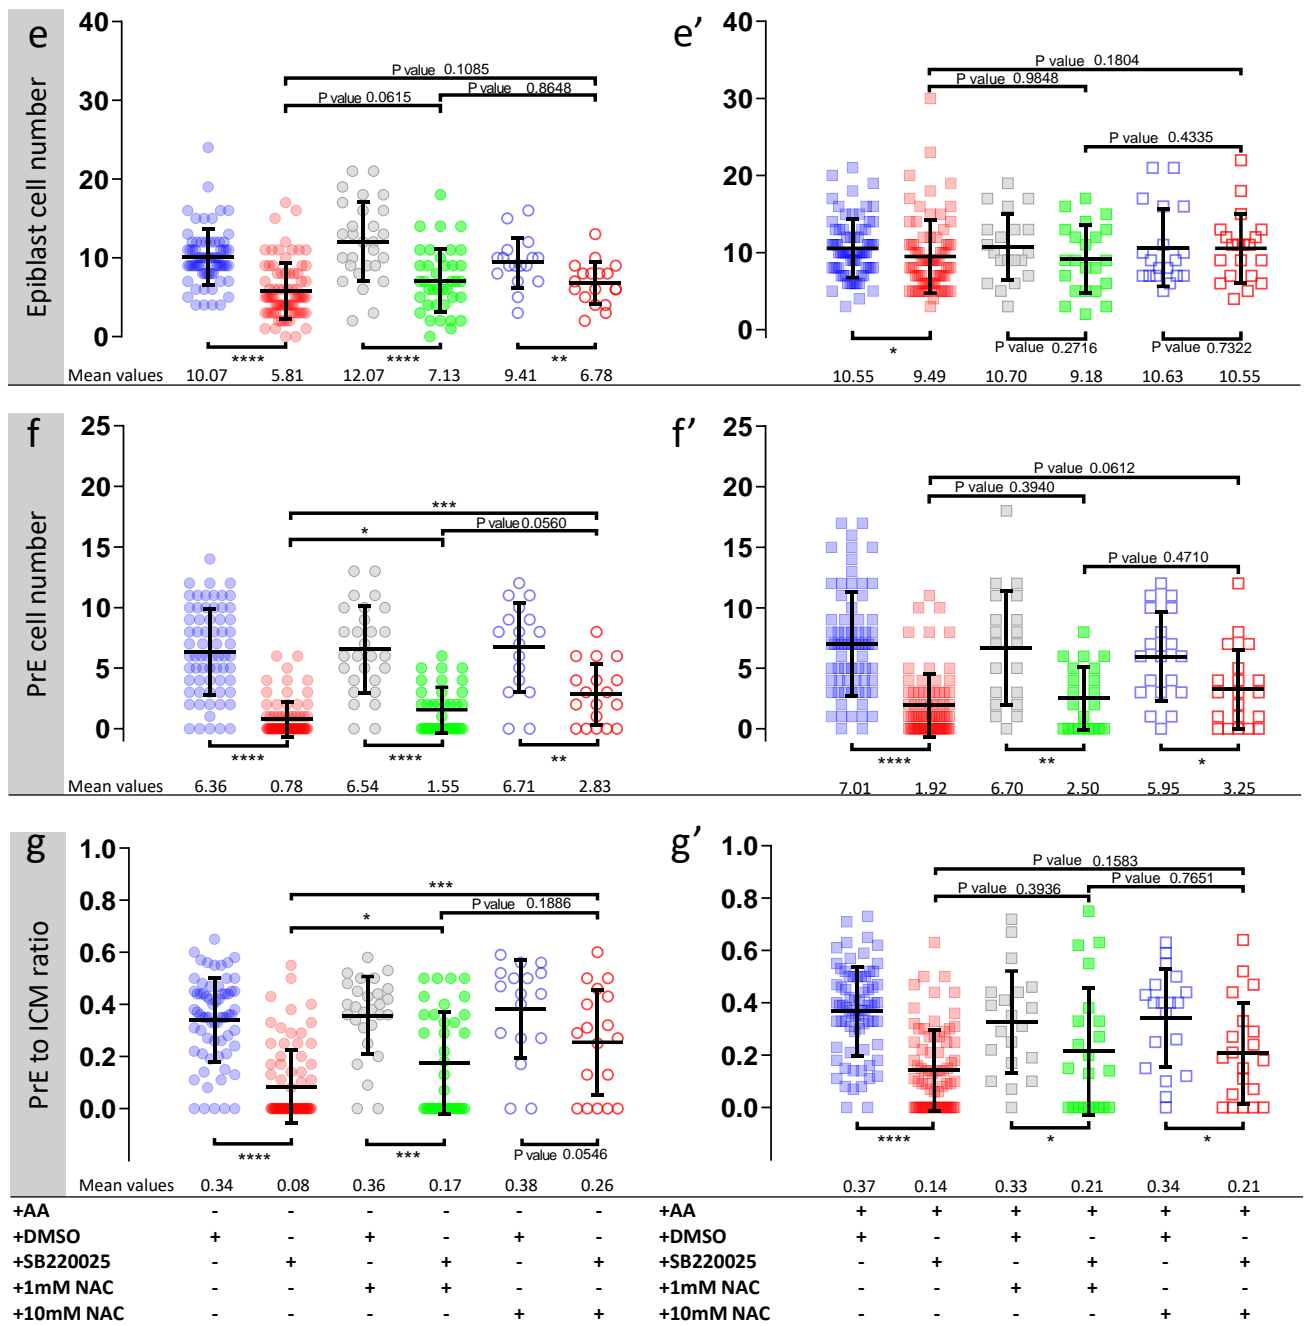 e
Epiblast cell number
40
30
20
10
0
P value 0.1085
P value 0.0615
P value 0.8648
**** **** **
Mean values 10.07 5.81 12.07 7.13 9.41 6.78
e’
40
30
20
10
0
P value 0.1804
P value 0.9848
P value 0.4335
* P value 0.2716 P value 0.7322
10.55 9.49 10.70 9.18 10.63 10.55
f
PrE cell number
25
20
15
10
5
0
***
* P value 0.0560
**** **** **
Mean values 6.36 0.78 6.54 1.55 6.71 2.83
f’
25
20
15
10
5
0
P value 0.0612
P value 0.3940
P value 0.4710
**** ** *
7.01 1.92 6.70 2.50 5.95 3.25
g
PrE to ICM ratio
1.0
0.8
0.6
0.4
0.2
0.0
***
* P value 0.1886
**** *** P value 0.0546
Mean values 0.34 0.08 0.36 0.17 0.38 0.26
g’
1.0
0.8
0.6
0.4
0.2
0.0
P value 0.1583
P value 0.3936 P value 0.7651
**** * *
0.37 0.14 0.33 0.21 0.34 0.21
+AA - - - - - - +AA + + + + + +
+DMSO + - + - + - +DMSO + - + - + -
+SB220025 - + - + - + +SB220025 - + - + - +
+1mM NAC - - + + - - +1mM NAC - - + + - -
+10mM NAC - - - - + + +10mM NAC - - - - + +